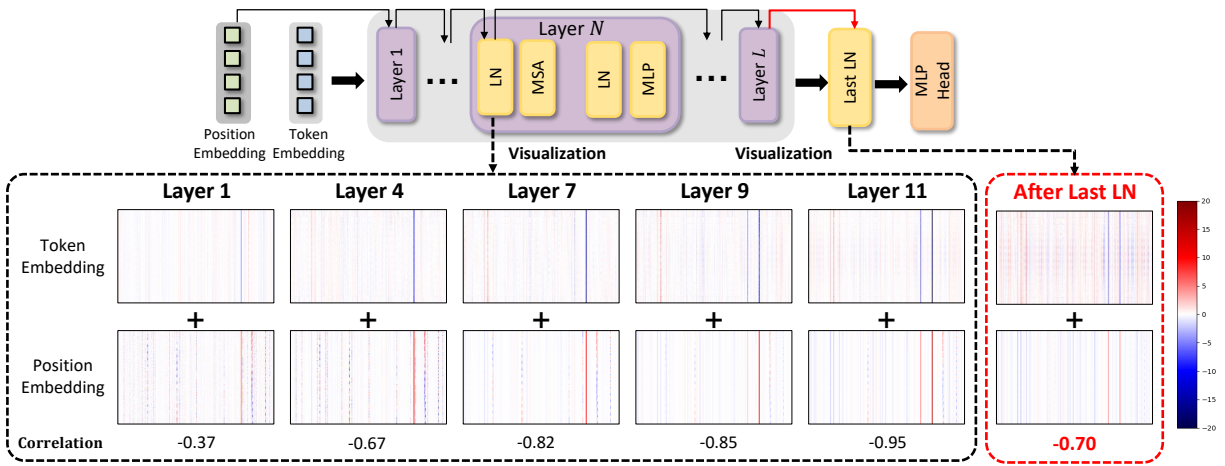 Position
Embedding
Token
Embedding
Layer 1
...
Layer N
LN
MSA
LN
MLP
...
Layer L
Last LN
MLP
Head
Visualization
Visualization
Layer 1
Layer 4
Layer 7
Layer 9
Layer 11
After Last LN
Token
Embedding
+
+
+
+
+
+
Position
Embedding
Correlation
-0.37
-0.67
-0.82
-0.85
-0.95
-0.70
20
15
10
5
0
−5
−10
−15
−20